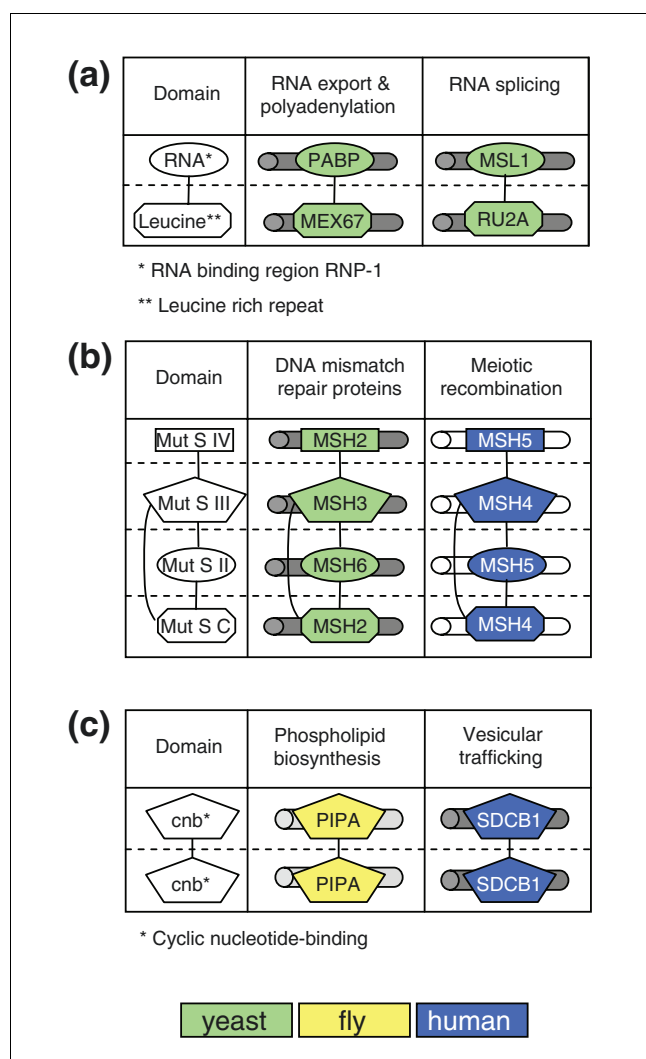 (a)
Domain
RNA export &
polyadenylation
RNA splicing
RNA*
PABP
MSL1
Leucine**
MEX67
RU2A
* RNA binding region RNP-1
** Leucine rich repeat
(b)
Domain
DNA mismatch
repair proteins
Meiotic
recombination
Mut S IV
MSH2
MSH5
Mut S III
MSH3
MSH4
Mut S II
MSH6
MSH5
Mut S C
MSH2
MSH4
(c)
Domain
Phospholipid
biosynthesis
Vesicular
trafficking
cnb*
PIPA
SDCB1
cnb*
PIPA
SDCB1
* Cyclic nucleotide-binding
yeast
fly
human